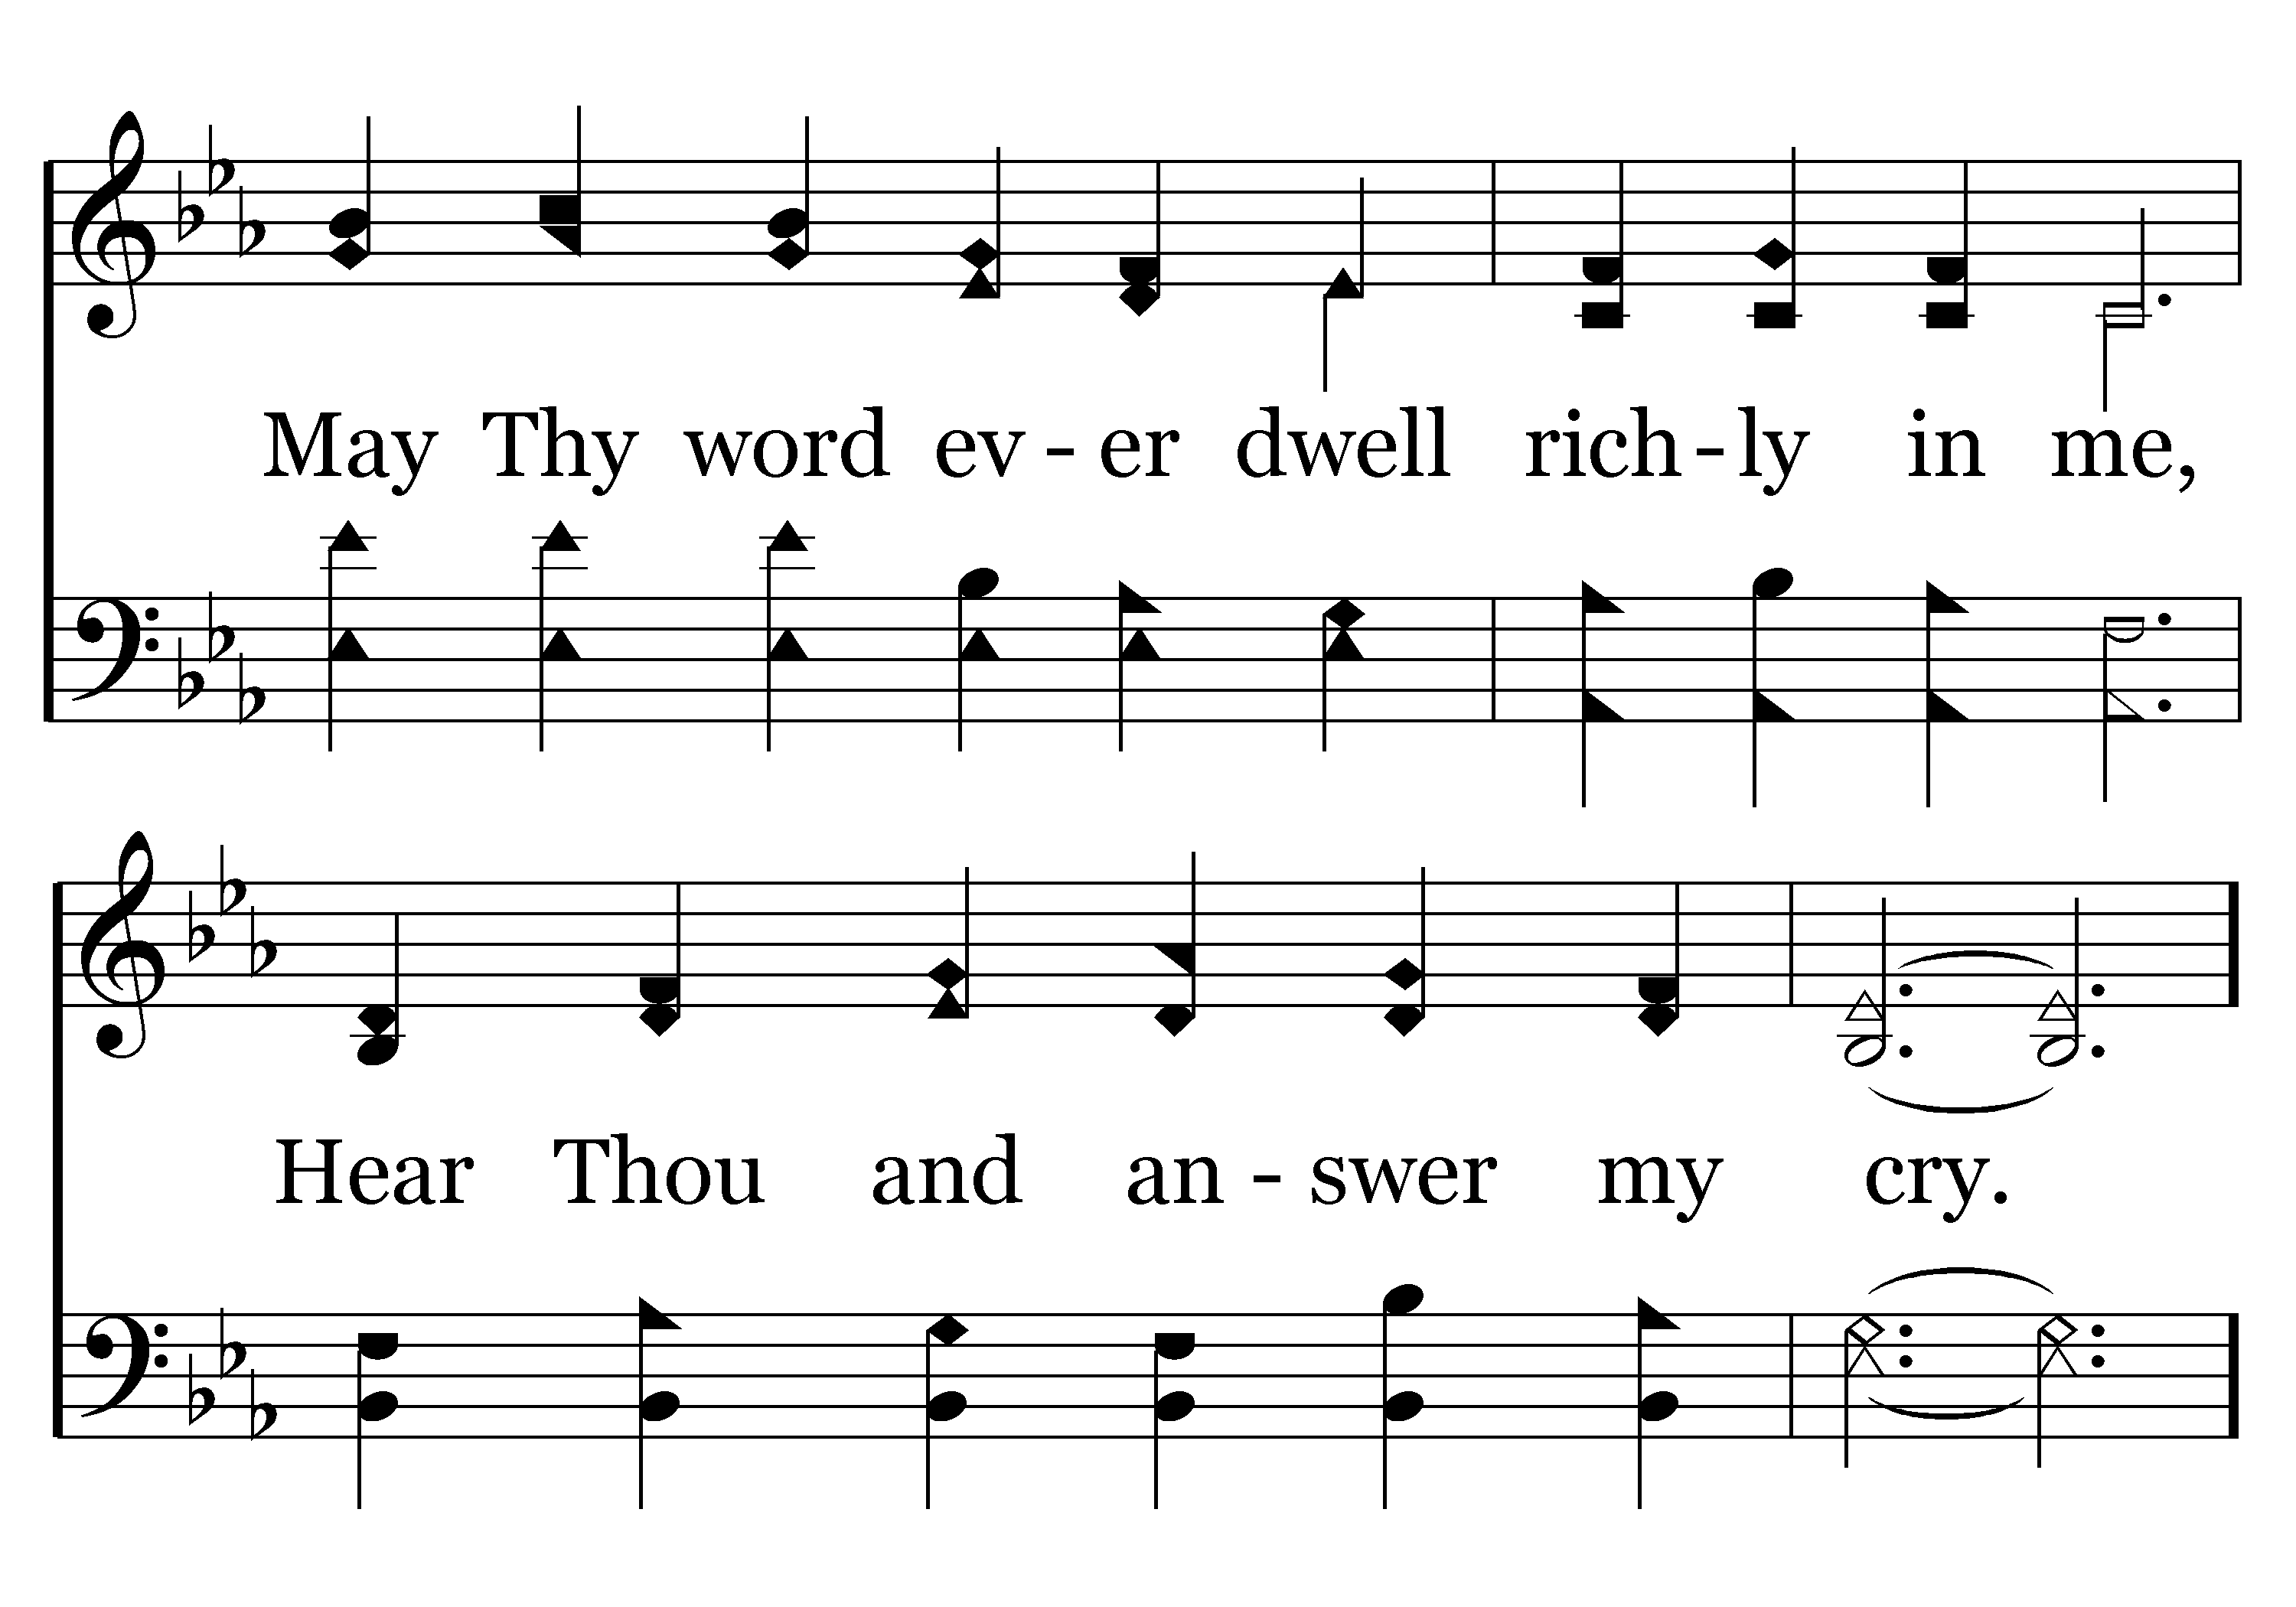 May Thy word ev - er dwell rich - ly in me,
Hear Thou and an - swer my cry.